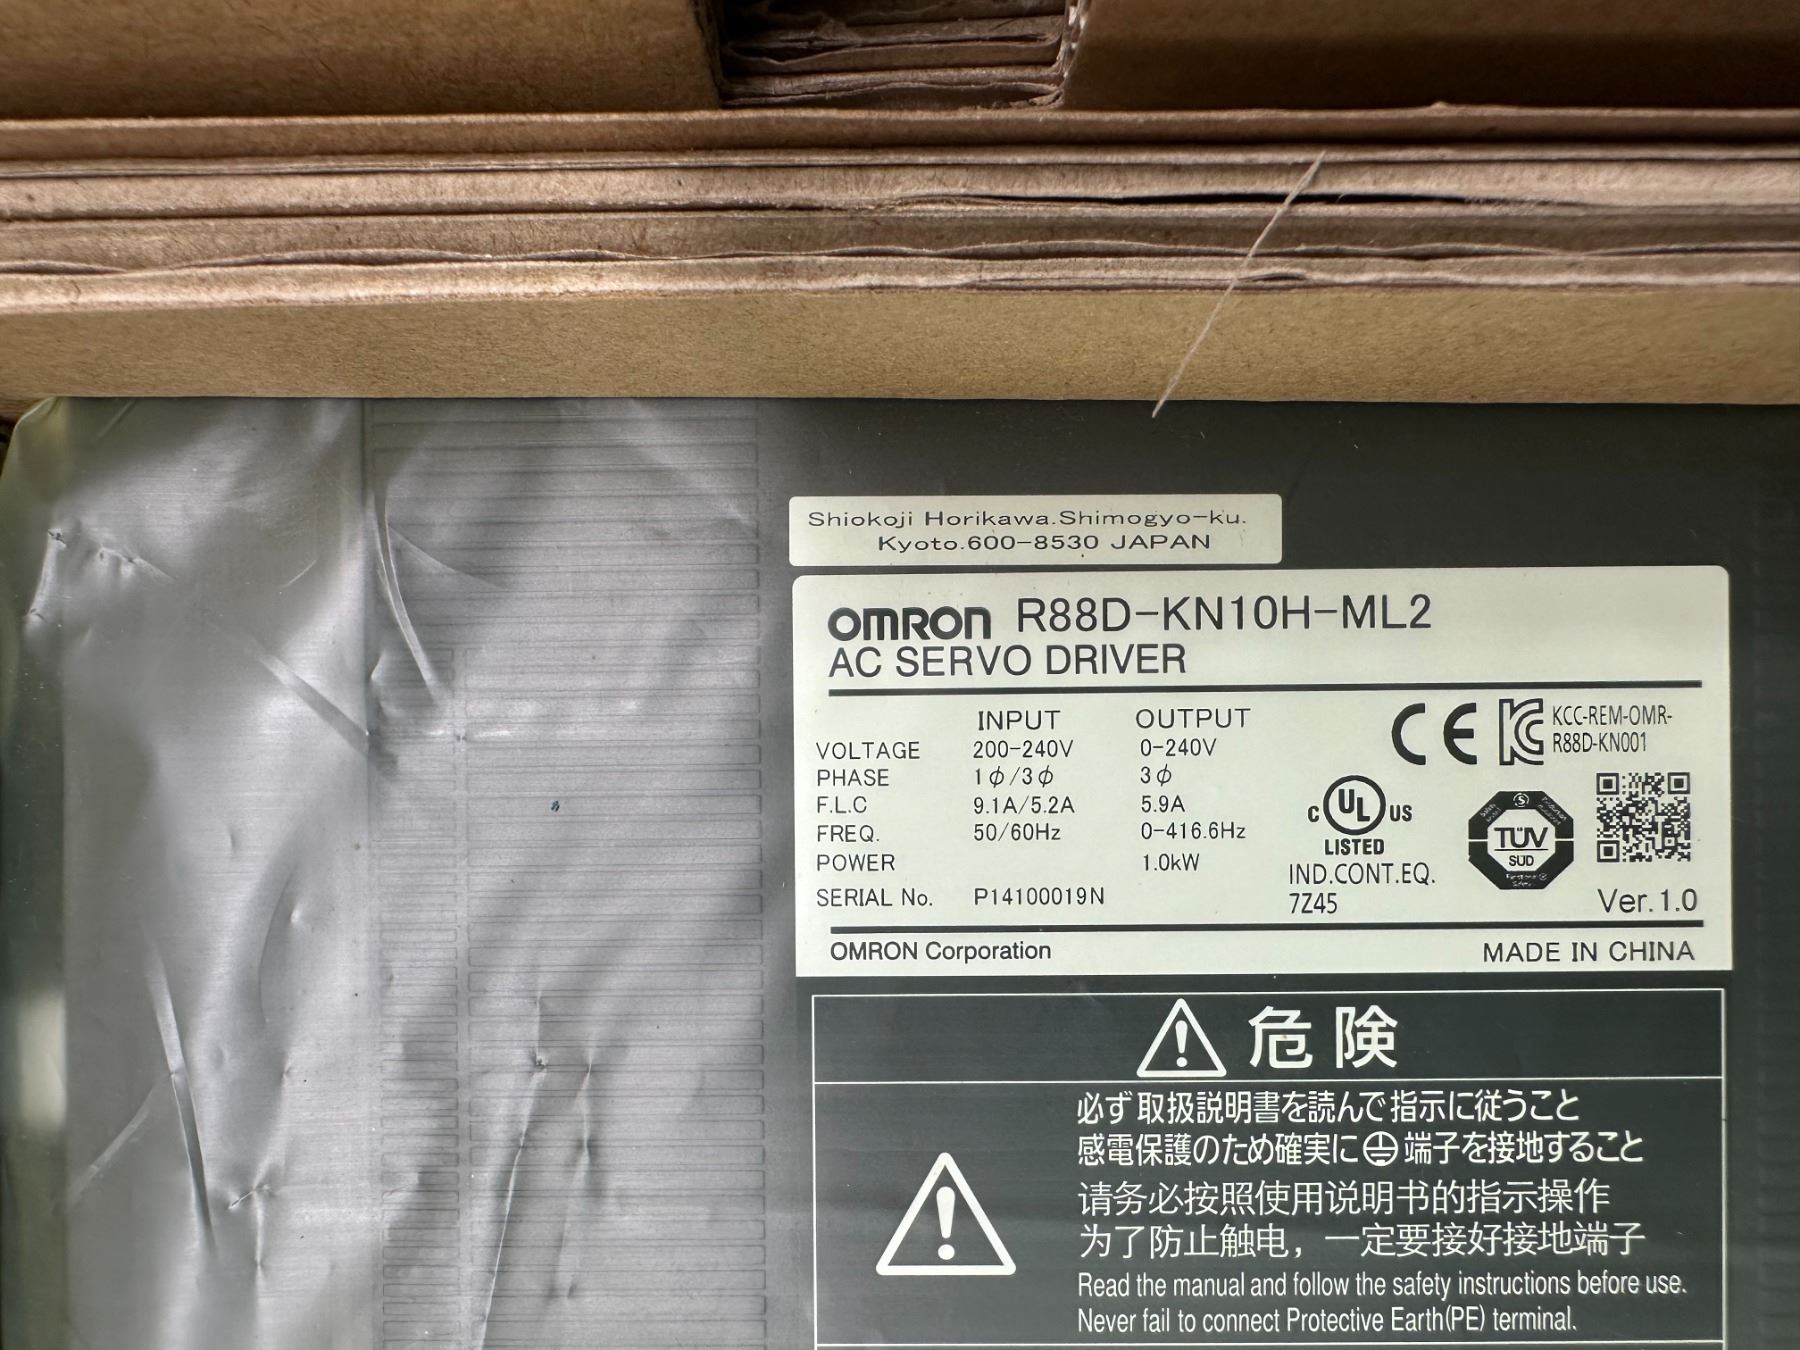 Shiokoji Horikawa.Shimogyo-ku.
Kyoto.600-8530 JAPAN
OMRON R88D-KN10H-ML2
AC SERVO DRIVER
INPUT OUTPUT
VOLTAGE 200-240V 0-240V
PHASE 1ϕ/3ϕ 3ϕ
F.L.C 9.1A/5.2A 5.9A
FREQ. 50/60Hz 0-416.6Hz
POWER 1.0kW
SERIAL No. P14100019N
CE KC KCC-REM-OMR-
R88D-KN001
C UL US
LISTED
IND.CONT.EQ.
7Z45
TÜV
SÜD
Ver.1.0
OMRON Corporation MADE IN CHINA
危険
必ず取扱説明書を読んで指示に従うこと
感電保護のため確実に端子を接地すること
请务必按照使用说明书的指示操作
为了防止触电，一定要接好接地端子
Read the manual and follow the safety instructions before use.
Never fail to connect Protective Earth(PE) terminal.